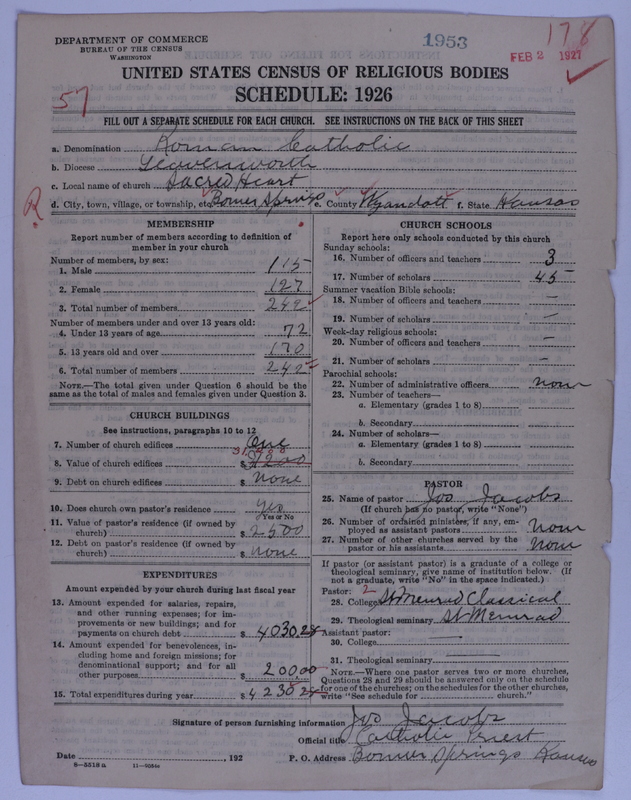 DEPARTMENT OF COMMERCE
BUREAU OF THE CENSUS
WASHINGTON
1953
178
FEB 2 1927
57
UNITED STATES CENSUS OF RELIGIOUS BODIES
SCHEDULE: 1926
FILL OUT A SEPARATE SCHEDULE FOR EACH CHURCH. SEE INSTRUCTIONS ON THE BACK OF THIS SHEET
a. Denomination Roman Catholic
b. Diocese Leavenworth
c. Local name of church Sacred Heart
R
d. City, town, village, or township, etc Bonner Springs e. County Wyandott f. State Kansas
MEMBERSHIP
Report number of members according to definition of
member in your church
Number of members, by sex:
1. Male 115
2. Female 127
3. Total number of members 242
Number of members under and over 13 years old:
4. Under 13 years of age 72
5. 13 years old and over 170
6. Total number of members 242
NOTE.—The total given under Question 6 should be the
same as the total of males and females given under Question 3.
CHURCH BUILDINGS
See instructions, paragraphs 10 to 12
7. Number of church edifices One
8. Value of church edifices $
9. Debt on church edifices $ None
10. Does church own pastor's residence Yes
Yes or No
11. Value of pastor's residence (if owned by
church) $ 2500
12. Debt on pastor's residence (if owned by
church) $ None
EXPENDITURES
Amount expended by your church during last fiscal year
13. Amount expended for salaries, repairs,
and other running expenses; for im-
provements or new buildings; and for
payments on church debt $ 4030.28
14. Amount expended for benevolences, in-
cluding home and foreign missions; for
denominational support; and for all
other purposes $ 200.00
15. Total expenditures during year $ 4230.28
CHURCH SCHOOLS
Report here only schools conducted by this church
Sunday schools:
16. Number of officers and teachers 3
17. Number of scholars 45
Summer vacation Bible schools:
18. Number of officers and teachers —
19. Number of scholars —
Week-day religious schools:
20. Number of officers and teachers —
21. Number of scholars —
Parochial schools:
22. Number of administrative officers none
23. Number of teachers—
a. Elementary (grades 1 to 8)
b. Secondary
24. Number of scholars—
a. Elementary (grades 1 to 8)
b. Secondary
PASTOR
25. Name of pastor Jos Jacobs
(If church has no pastor, write "None")
26. Number of ordained ministers, if any, em-
ployed as assistant pastors None
27. Number of other churches served by the
pastor or his assistants None
If pastor (or assistant pastor) is a graduate of a college or
theological seminary, give name of institution below. (If
not a graduate, write "No" in the space indicated.)
Pastor: 2
28. College St Meinrad Classical
29. Theological seminary St Meinrad
Assistant pastor:
30. College
31. Theological seminary
NOTE.—Where one pastor serves two or more churches,
Questions 28 and 29 should be answered only on the schedule
for one of the churches; on the schedules for the other churches,
write "See schedule for church."
Signature of person furnishing information Jos Jacobs
Official title Catholic Priest
Date , 192
P. O. Address Bonner Springs Kansas
8—5518 a